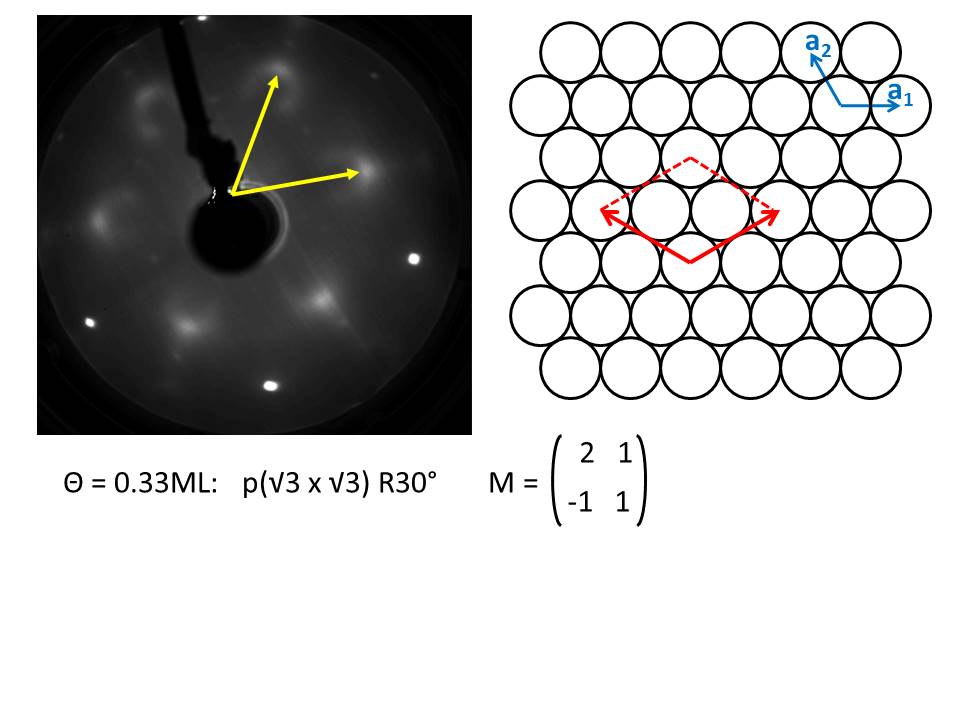 a2
a1
Θ = 0.33ML: p(√3 x √3) R30° M =
2 1
-1 1